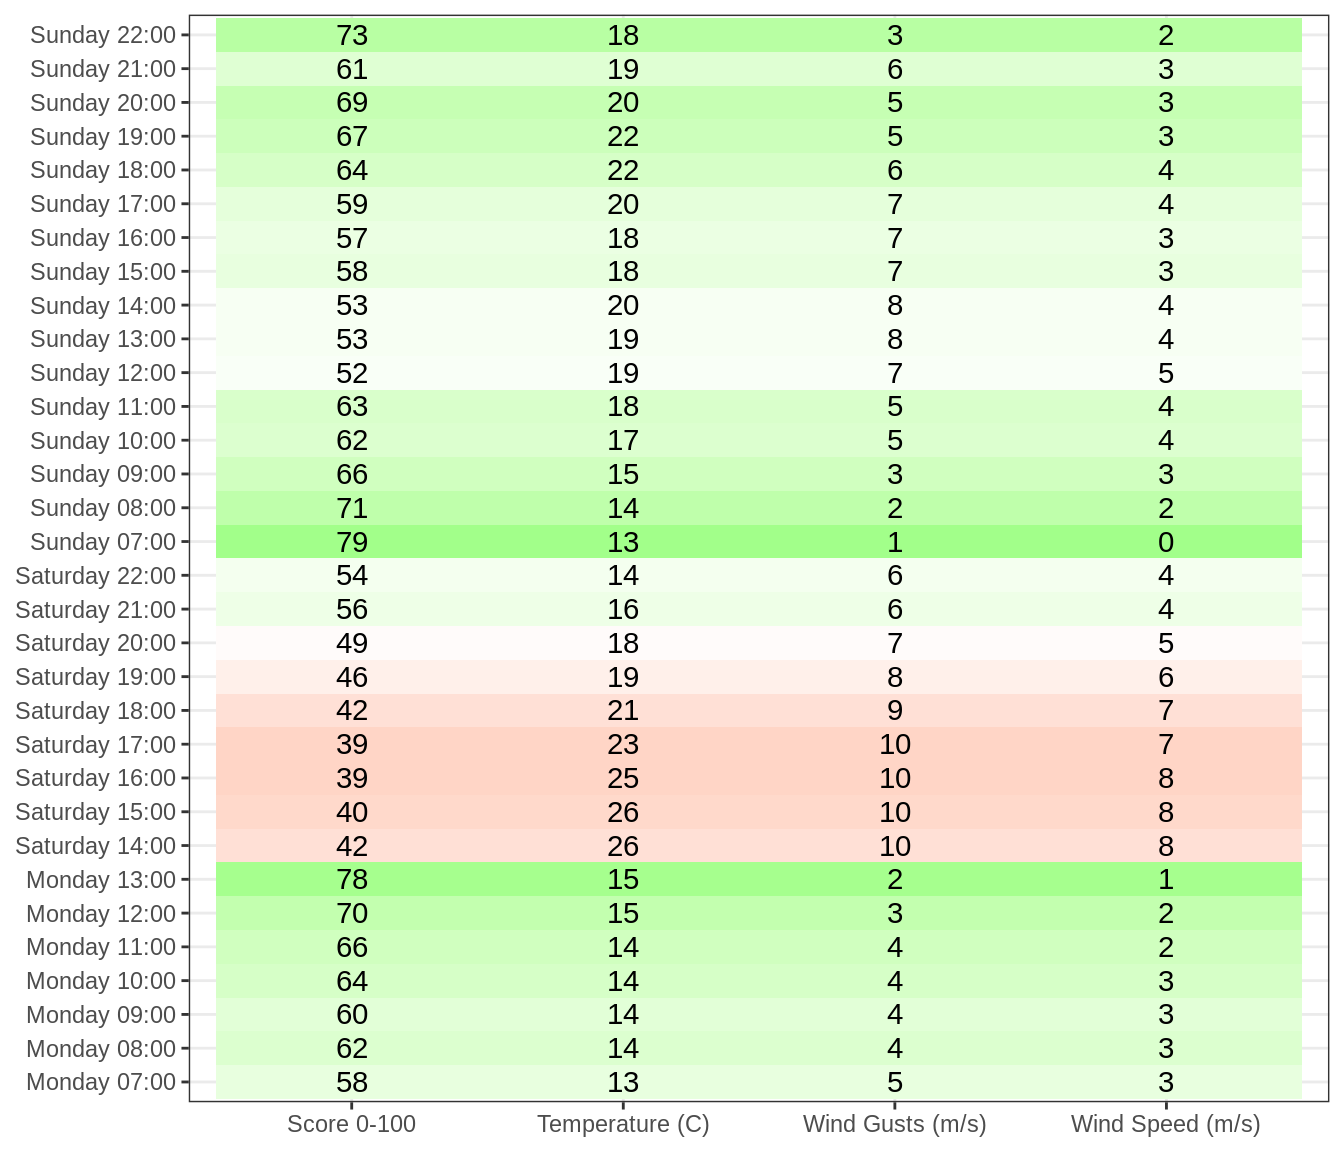 Sunday 22:00 73 18 3 2
Sunday 21:00 61 19 6 3
Sunday 20:00 69 20 5 3
Sunday 19:00 67 22 5 3
Sunday 18:00 64 22 6 4
Sunday 17:00 59 20 7 4
Sunday 16:00 57 18 7 3
Sunday 15:00 58 18 7 3
Sunday 14:00 53 20 8 4
Sunday 13:00 53 19 8 4
Sunday 12:00 52 19 7 5
Sunday 11:00 63 18 5 4
Sunday 10:00 62 17 5 4
Sunday 09:00 66 15 3 3
Sunday 08:00 71 14 2 2
Sunday 07:00 79 13 1 0
Saturday 22:00 54 14 6 4
Saturday 21:00 56 16 6 4
Saturday 20:00 49 18 7 5
Saturday 19:00 46 19 8 6
Saturday 18:00 42 21 9 7
Saturday 17:00 39 23 10 7
Saturday 16:00 39 25 10 8
Saturday 15:00 40 26 10 8
Saturday 14:00 42 26 10 8
Monday 13:00 78 15 2 1
Monday 12:00 70 15 3 2
Monday 11:00 66 14 4 2
Monday 10:00 64 14 4 3
Monday 09:00 60 14 4 3
Monday 08:00 62 14 4 3
Monday 07:00 58 13 5 3
Score 0-100 Temperature (C) Wind Gusts (m/s) Wind Speed (m/s)